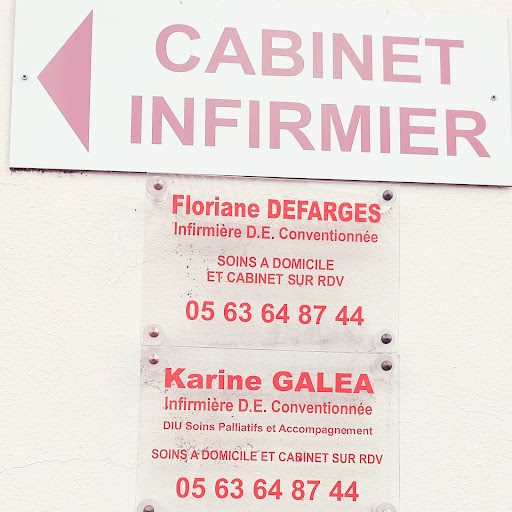 CABINET
INFIRMIER
Floriane DEFARGES
Infirmière D.E. Conventionnée
SOINS A DOMICILE
ET CABINET SUR RDV
05 63 64 87 44
Karine GALEA
Infirmière D.E. Conventionnée
DIU Soins Palliatifs et Accompagnement
SOINS A DOMICILE ET CABINET SUR RDV
05 63 64 87 44